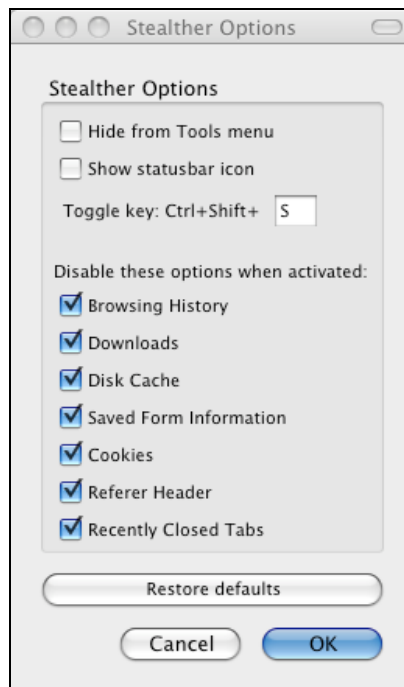 Stealther Options
Stealther Options
Hide from Tools menu
Show statusbar icon
Toggle key: Ctrl+Shift+ S
Disable these options when activated:
Browsing History
Downloads
Disk Cache
Saved Form Information
Cookies
Referer Header
Recently Closed Tabs
Restore defaults
Cancel OK